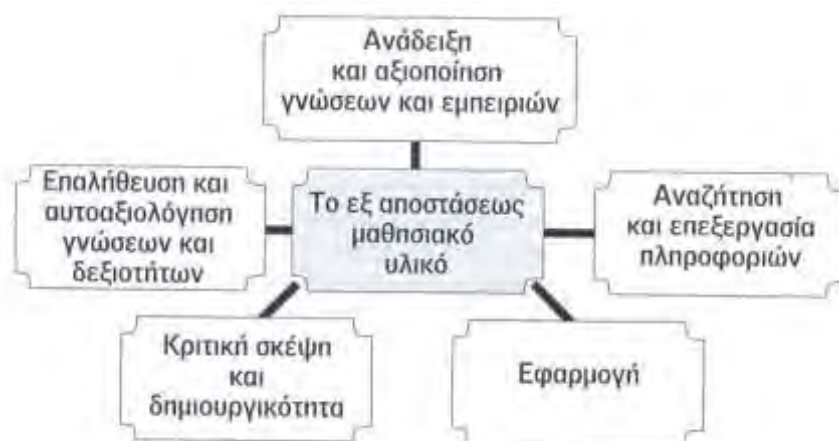 Ανάδειξη
και αξιοποίηση
γνώσεων και εμπειριών
Επαλήθευση και
αυτοαξιολόγηση
γνώσεων και
δεξιοτήτων
Το εξ αποστάσεως
μαθησιακό
υλικό
Αναζήτηση
και επεξεργασία
πληροφοριών
Κριτική σκέψη
και
δημιουργικότητα
Εφαρμογή